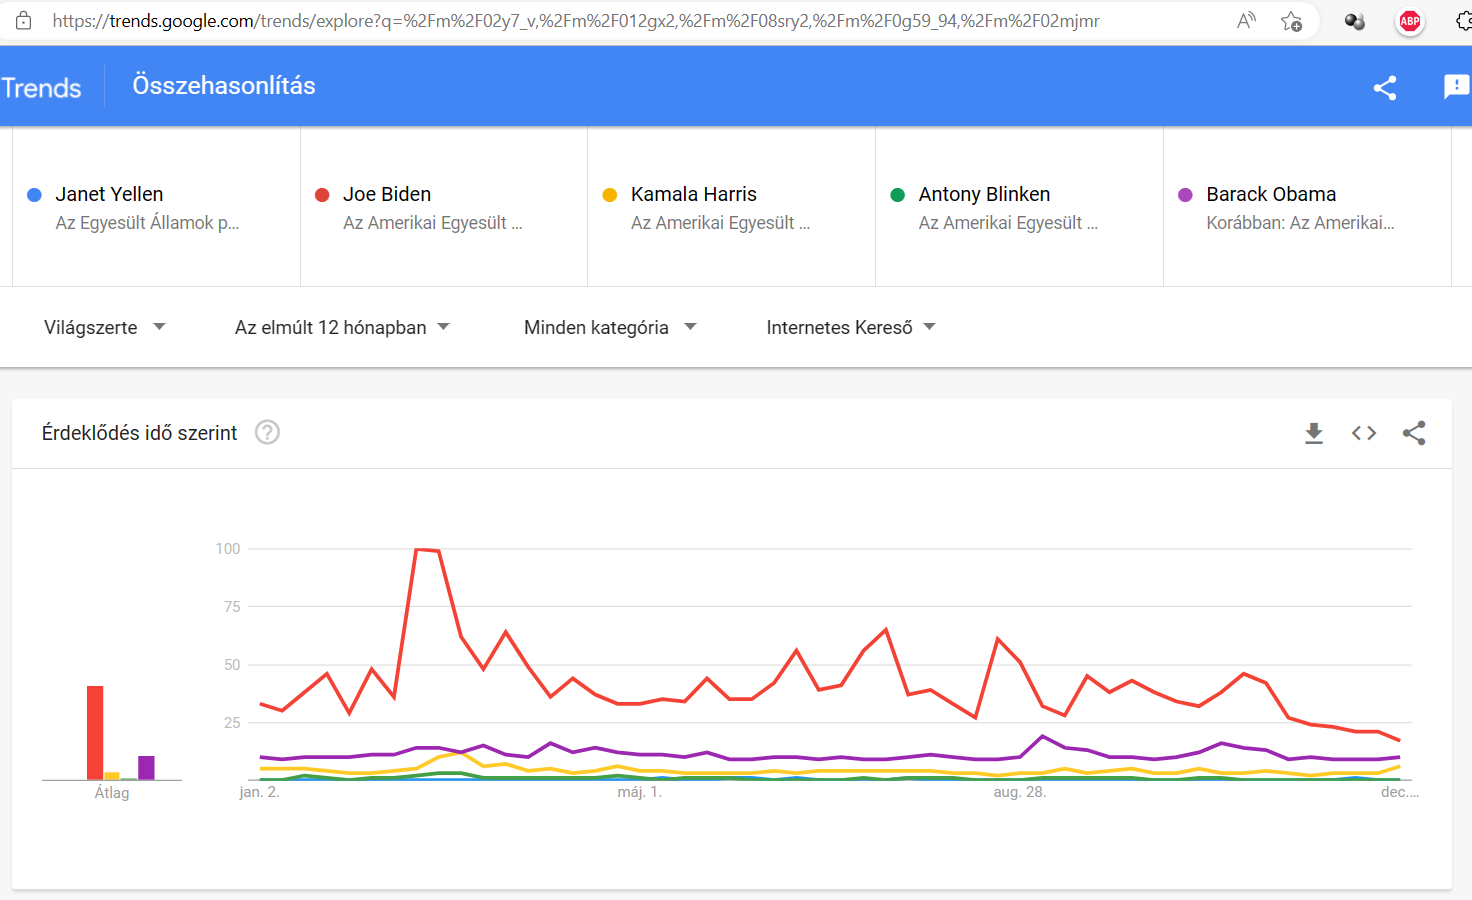 https://trends.google.com/trends/explore?q=%2Fm%2F02y7_v,%2Fm%2F012gx2,%2Fm%2F08sry2,%2Fm%2F0g59_94,%2Fm%2F02mjmr
A
ABP
Trends
Összehasonlítás
Janet Yellen
Az Egyesült Államok p...
Joe Biden
Az Amerikai Egyesült ...
Kamala Harris
Az Amerikai Egyesült ...
Antony Blinken
Az Amerikai Egyesült ...
Barack Obama
Korábban: Az Amerikai...
Világszerte
Az elmúlt 12 hónapban
Minden kategória
Internetes Kereső
Érdeklődés idő szerint
?
100
75
50
25
Átlag
jan. 2.
máj. 1.
aug. 28.
dec....